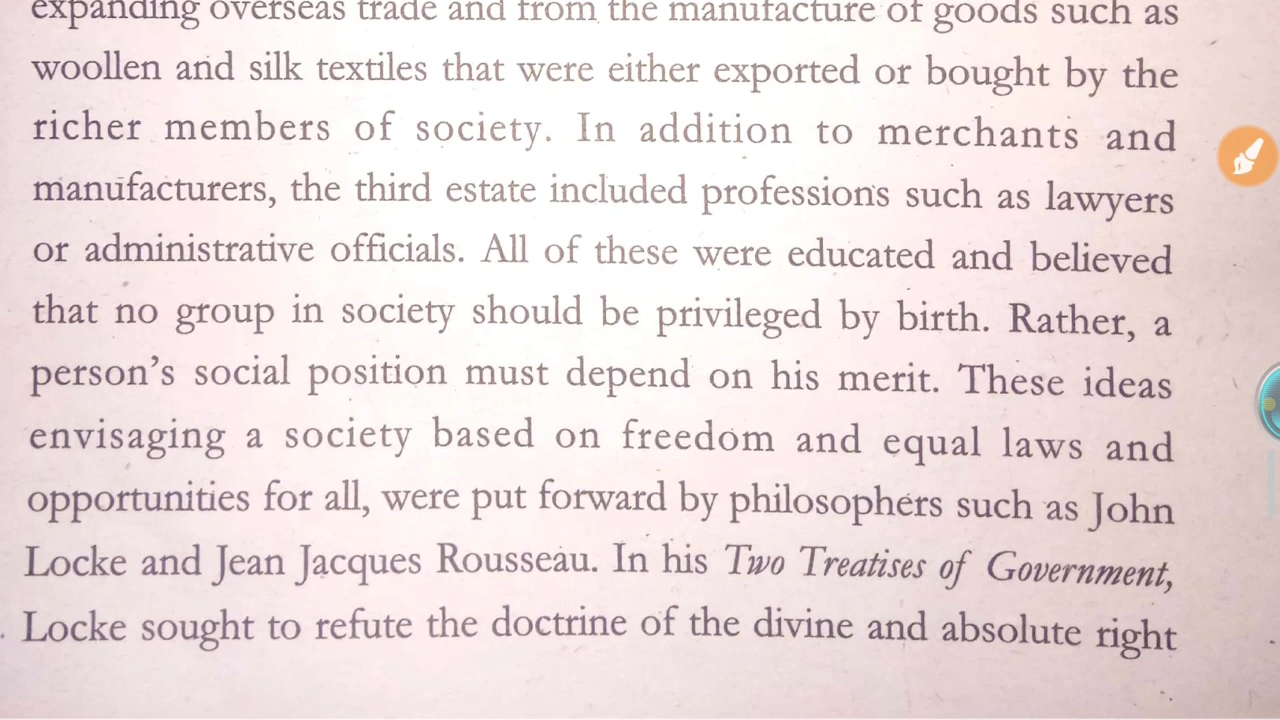 expanding overseas trade and from the manufacture of goods such as
woollen and silk textiles that were either exported or bought by the
richer members of society. In addition to merchants and
manufacturers, the third estate included professions such as lawyers
or administrative officials. All of these were educated and believed
that no group in society should be privileged by birth. Rather, a
person's social position must depend on his merit. These ideas
envisaging a society based on freedom and equal laws and
opportunities for all, were put forward by philosophers such as John
Locke and Jean Jacques Rousseau. In his Two Treatises of Government,
Locke sought to refute the doctrine of the divine and absolute right